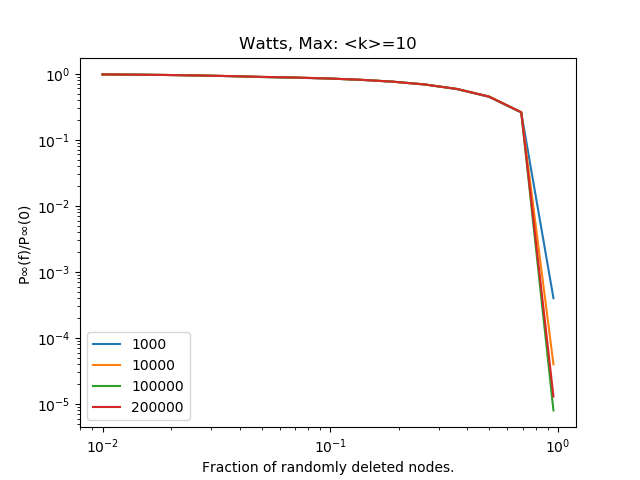 Watts, Max: <k>=10
P∞(f)/P∞(0)
10⁰
10⁻¹
10⁻²
10⁻³
10⁻⁴
10⁻⁵
1000
10000
100000
200000
10⁻² 10⁻¹ 10⁰
Fraction of randomly deleted nodes.